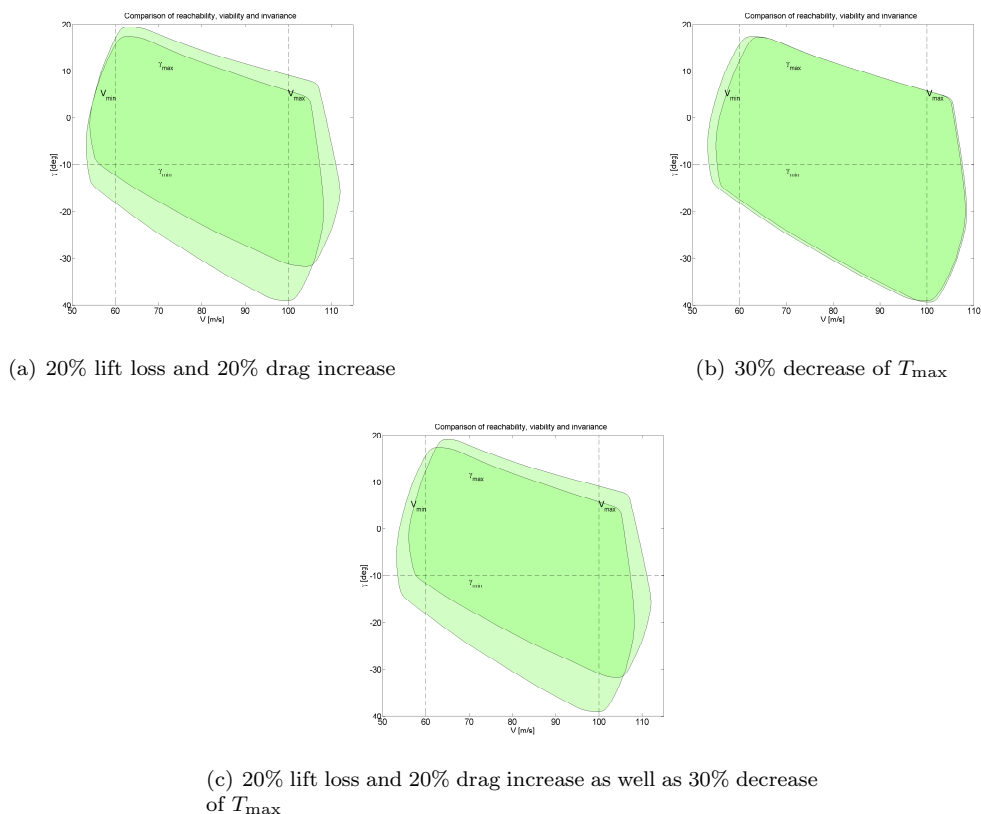 Comparison of reachability, viability and invariance
20
10
0
-10
-20
-30
40
γ [deg]
γmax
Vmin
Vmax
γmin
50 60 70 80 90 100 110
V [m/s]
(a) 20% lift loss and 20% drag increase
Comparison of reachability, viability and invariance
20
10
0
-10
-20
-30
40
γ [deg]
γmax
Vmin
Vmax
γmin
50 60 70 80 90 100 110
V [m/s]
(b) 30% decrease of Tmax
Comparison of reachability, viability and invariance
20
10
0
-10
-20
-30
40
γ [deg]
γmax
Vmin
Vmax
γmin
50 60 70 80 90 100 110
V [m/s]
(c) 20% lift loss and 20% drag increase as well as 30% decrease
of Tmax